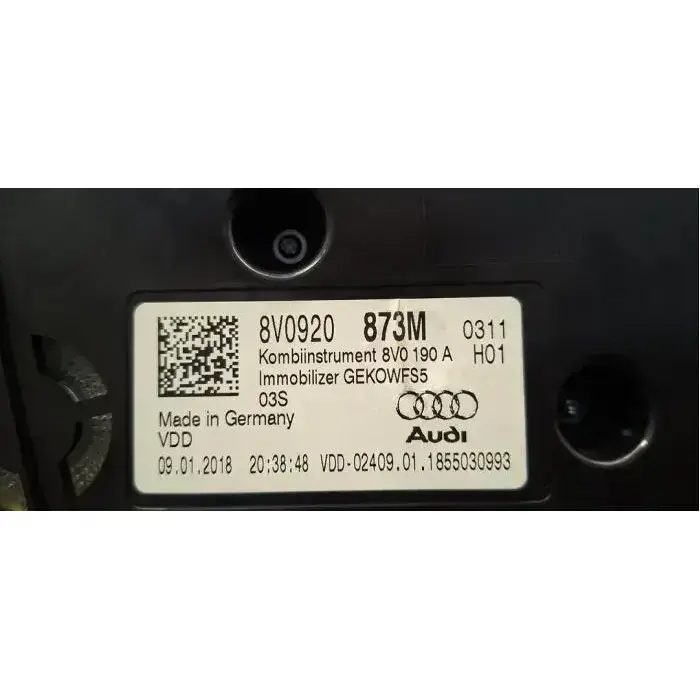 8V0920 873M 0311
Kombiinstrument 8V0 190 A H01
Immobilizer GEKOWFS5
03S
Made in Germany
Audi
VDD
09.01.2018 20:38:48 VDD-02409.01.1855030993